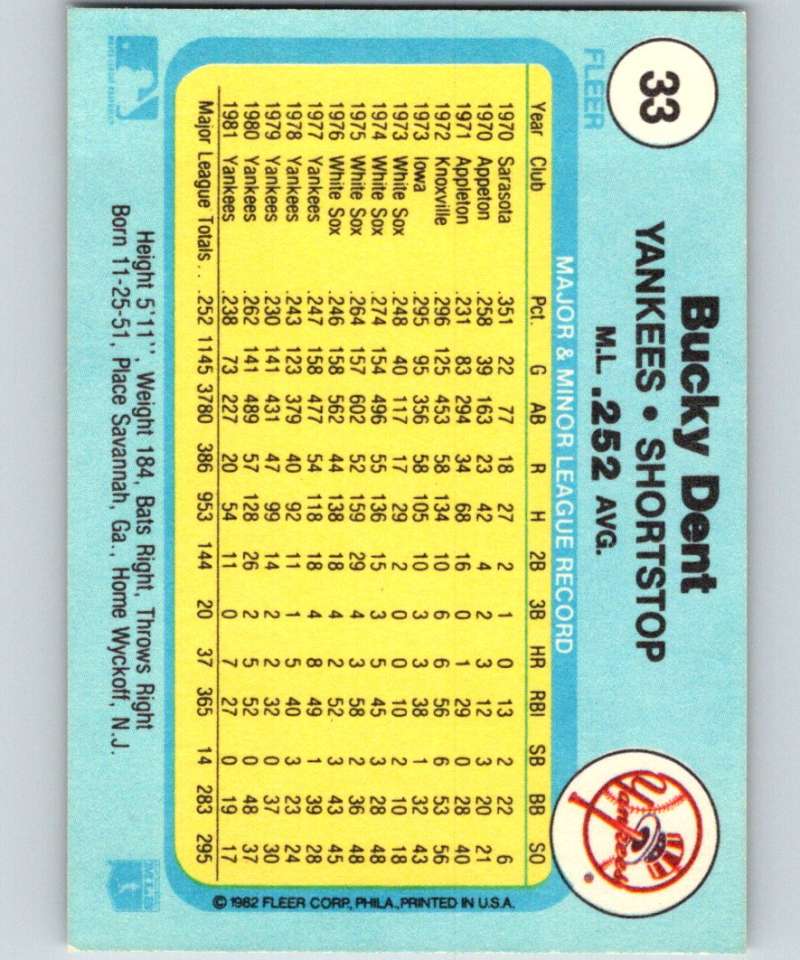 33
FLEER
Bucky Dent
YANKEES • SHORTSTOP
M.L. .252 AVG.
Yankees
MAJOR & MINOR LEAGUE RECORD
Year Club Pct. G AB R H 2B 3B HR RBI SB BB SO
1970 Sarasota .351 22 77 18 27 2 1 0 13 2 22 6
1970 Appeton .258 39 163 23 42 4 2 3 12 3 20 21
1971 Appleton .231 83 294 34 68 16 0 1 29 0 28 40
1972 Knoxville .296 125 453 58 134 10 6 6 56 6 53 56
1973 Iowa .295 95 356 58 105 10 3 3 38 1 32 43
1973 White Sox .248 40 117 17 29 2 0 0 10 2 10 18
1974 White Sox .274 154 496 55 136 15 3 5 45 3 28 48
1975 White Sox .264 157 602 52 159 29 4 3 58 2 36 48
1976 White Sox .246 158 562 44 138 18 4 2 52 3 43 45
1977 Yankees .247 158 477 54 118 18 4 8 49 1 39 28
1978 Yankees .243 123 379 40 92 11 1 5 40 3 23 24
1979 Yankees .230 141 431 47 99 14 2 2 32 0 37 30
1980 Yankees .262 141 489 57 128 26 2 5 52 0 48 37
1981 Yankees .238 73 227 20 54 11 0 7 27 0 19 17
Major League Totals . . .252 1145 3780 386 953 144 20 37 365 14 283 295
Height 5'11", Weight 184, Bats Right, Throws Right
Born 11-25-51, Place Savannah, Ga., Home Wyckoff, N.J.
© 1982 FLEER CORP, PHILA., PRINTED IN U.S.A.